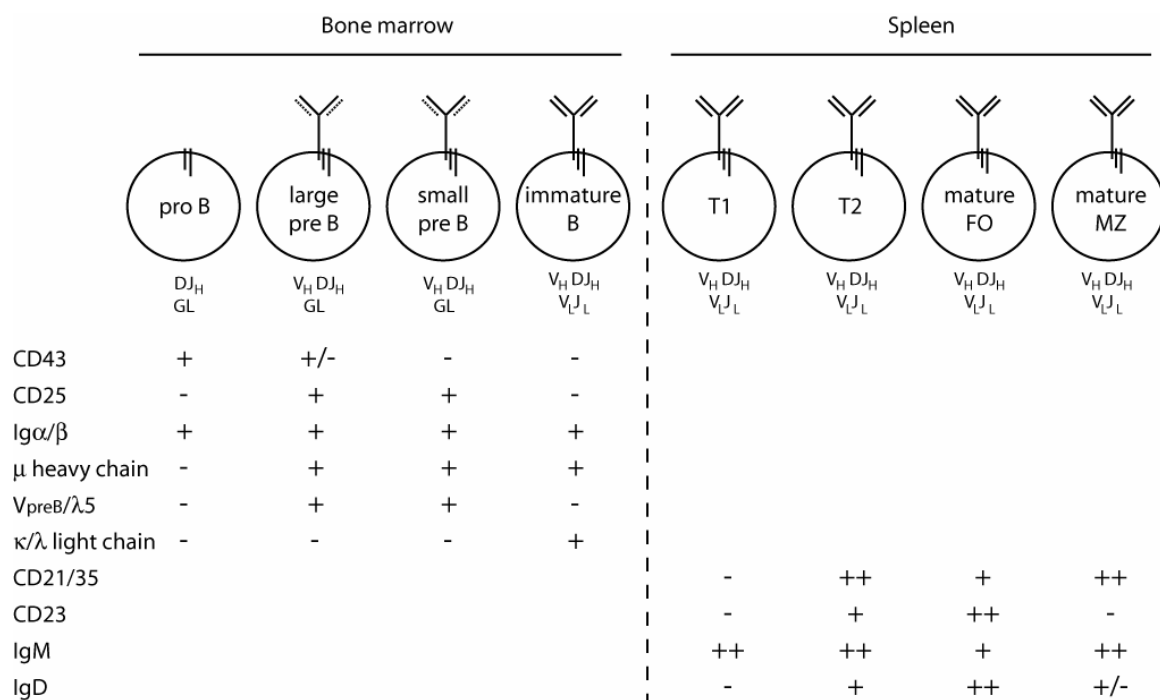 Bone marrow Spleen
pro B large pre B small pre B immature B T1 T2 mature FO mature MZ
DJH VH DJH VH DJH VH DJH VH DJH VH DJH VH DJH VH DJH
GL GL GL VLJL VLJL VLJL VLJL VLJL
CD43 + +/- - -
CD25 - + + -
Igα/β + + + +
μ heavy chain - + + +
VpreB/λ5 - + + -
κ/λ light chain - - - +
CD21/35 - ++ + ++
CD23 - + ++ -
IgM ++ ++ + ++
IgD - + ++ +/-